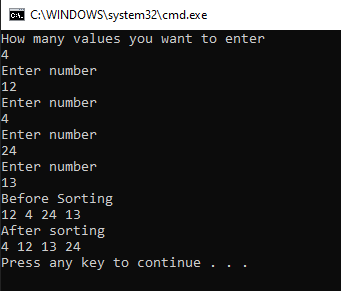 C:\WINDOWS\system32\cmd.exe
How many values you want to enter
4
Enter number
12
Enter number
4
Enter number
24
Enter number
13
Before Sorting
12 4 24 13
After sorting
4 12 13 24
Press any key to continue . . .